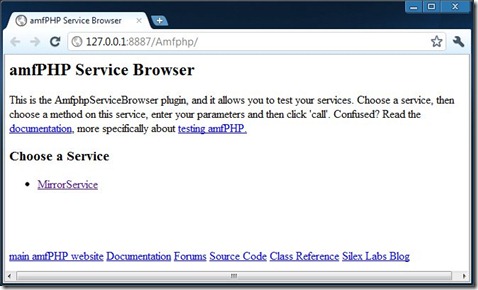 amfPHP Service Browser
127.0.0.1:8887/Amfphp/
amfPHP Service Browser
This is the AmfphpServiceBrowser plugin, and it allows you to test your services. Choose a service, then
choose a method on this service, enter your parameters and then click 'call'. Confused? Read the
documentation, more specifically about testing amfPHP.
Choose a Service
MirrorService
main amfPHP website Documentation Forums Source Code Class Reference Silex Labs Blog